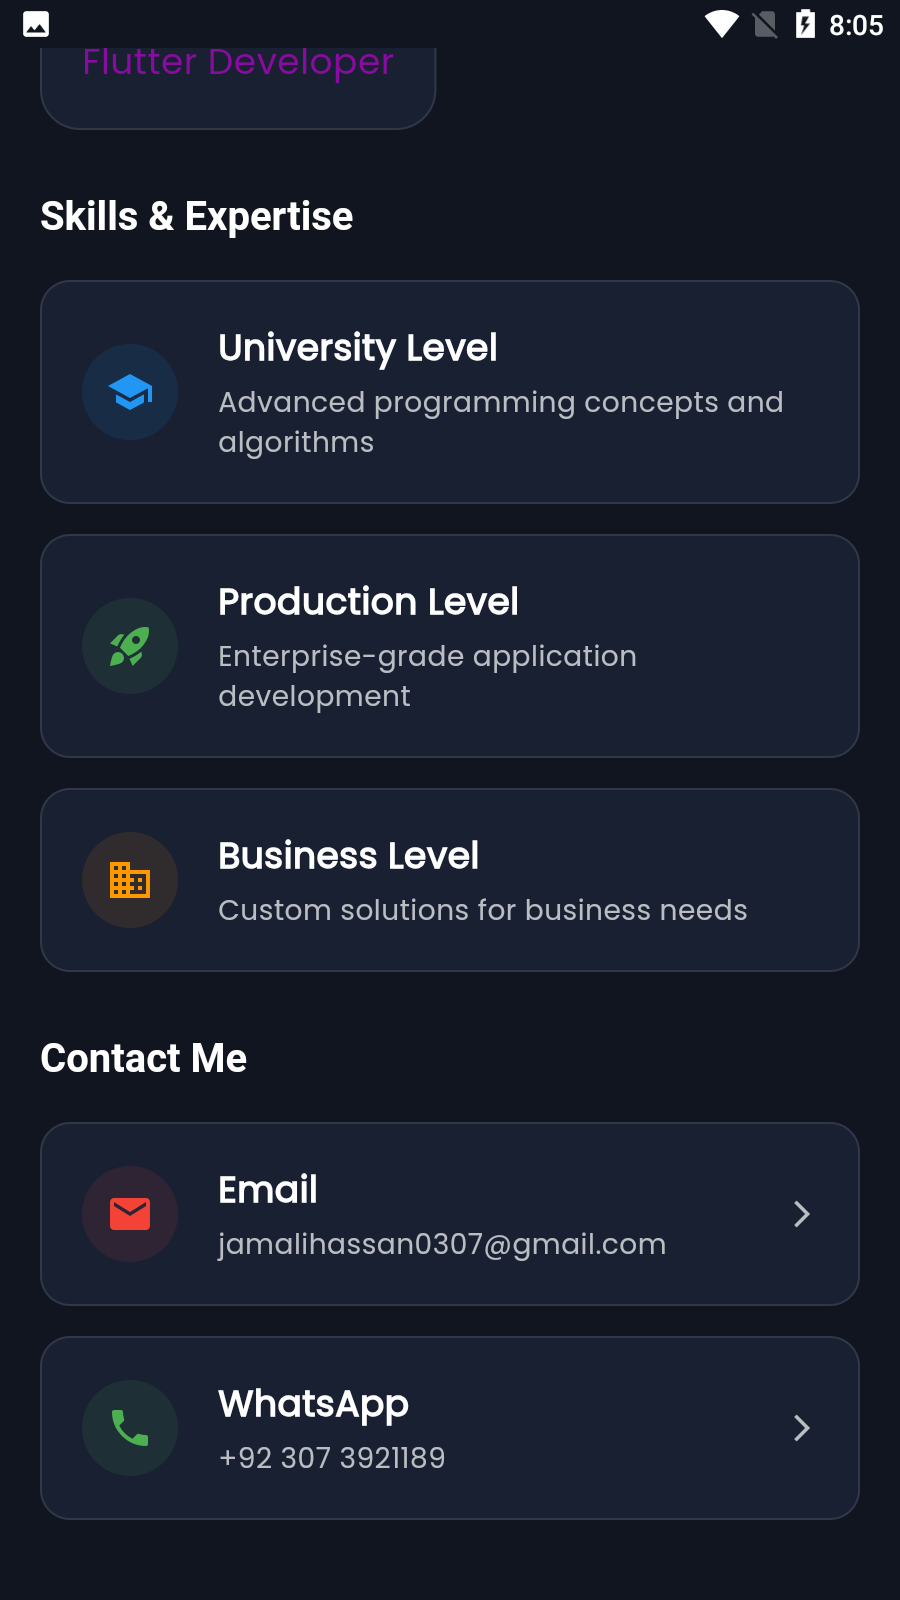 8:05
Flutter Developer
Skills & Expertise
University Level
Advanced programming concepts and
algorithms
Production Level
Enterprise-grade application
development
Business Level
Custom solutions for business needs
Contact Me
Email
jamalihassan0307@gmail.com
WhatsApp
+92 307 3921189